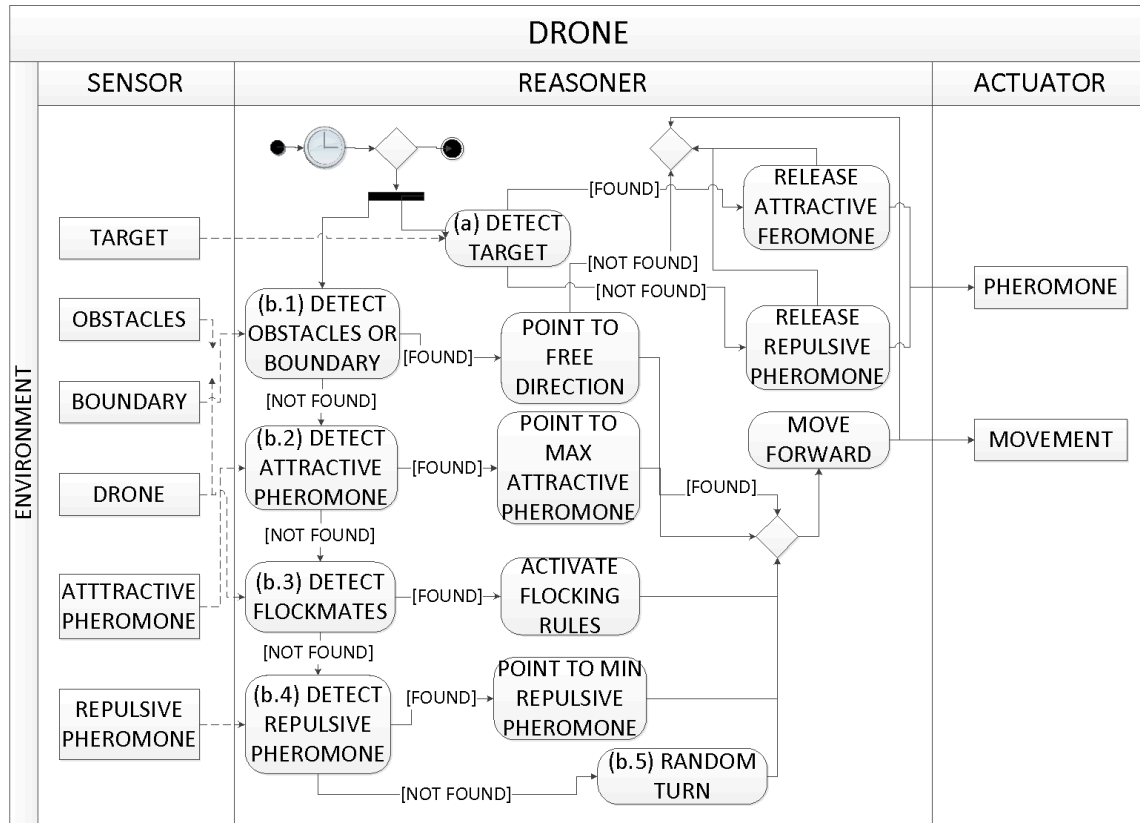 DRONE
SENSOR
REASONER
ACTUATOR
ENVIRONMENT
TARGET
OBSTACLES
BOUNDARY
DRONE
ATTTRACTIVE
PHEROMONE
REPULSIVE
PHEROMONE
(a) DETECT
TARGET
[FOUND]
RELEASE
ATTRACTIVE
FEROMONE
[NOT FOUND]
[NOT FOUND]
RELEASE
REPULSIVE
PHEROMONE
(b.1) DETECT
OBSTACLES OR
BOUNDARY
[FOUND]
POINT TO
FREE
DIRECTION
[NOT FOUND]
(b.2) DETECT
ATTRACTIVE
PHEROMONE
[FOUND]
POINT TO
MAX
ATTRACTIVE
PHEROMONE
[FOUND]
MOVE
FORWARD
[NOT FOUND]
(b.3) DETECT
FLOCKMATES
[FOUND]
ACTIVATE
FLOCKING
RULES
[NOT FOUND]
(b.4) DETECT
REPULSIVE
PHEROMONE
[FOUND]
POINT TO MIN
REPULSIVE
PHEROMONE
[NOT FOUND]
(b.5) RANDOM
TURN
PHEROMONE
MOVEMENT